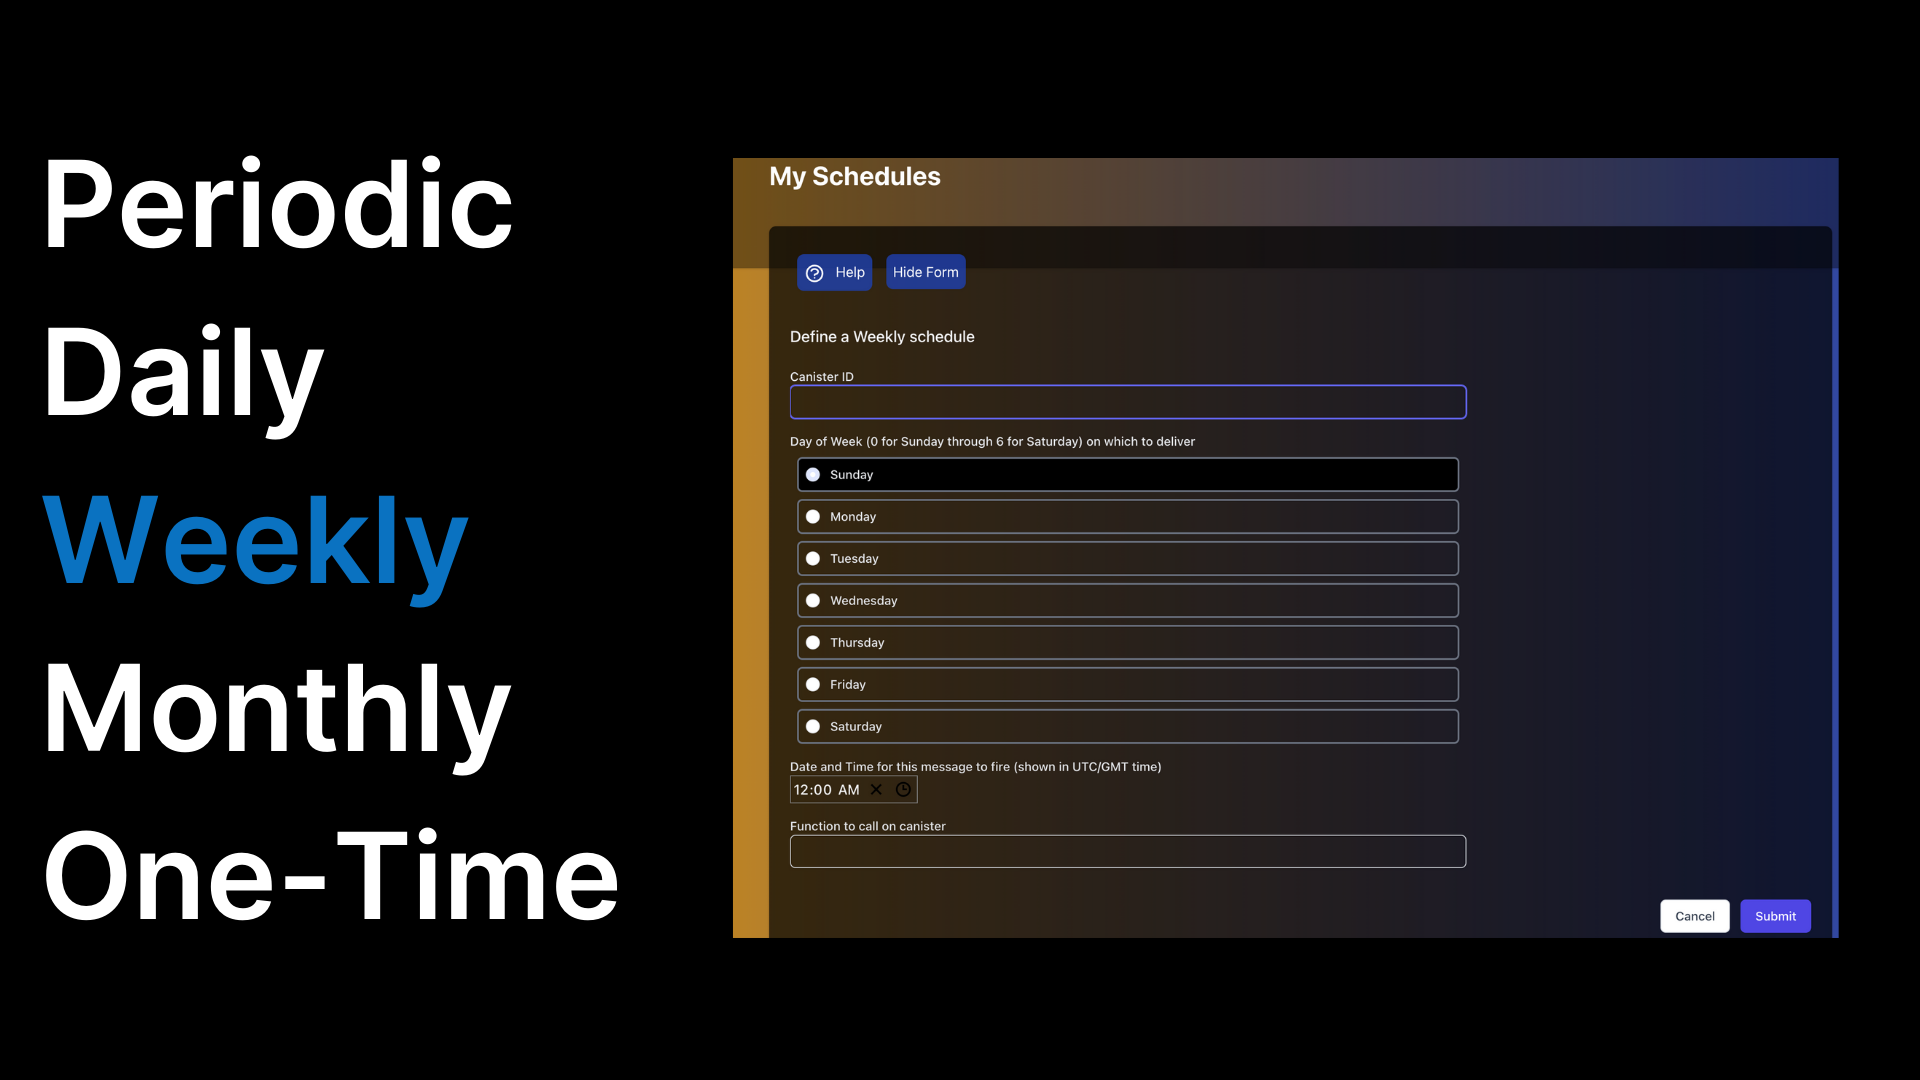 Periodic
Daily
Weekly
Monthly
One-Time
My Schedules
Help
Hide Form
Define a Weekly schedule
Canister ID
Day of Week (0 for Sunday through 6 for Saturday) on which to deliver
Sunday
Monday
Tuesday
Wednesday
Thursday
Friday
Saturday
Date and Time for this message to fire (shown in UTC/GMT time)
12:00 AM
Function to call on canister
Cancel
Submit